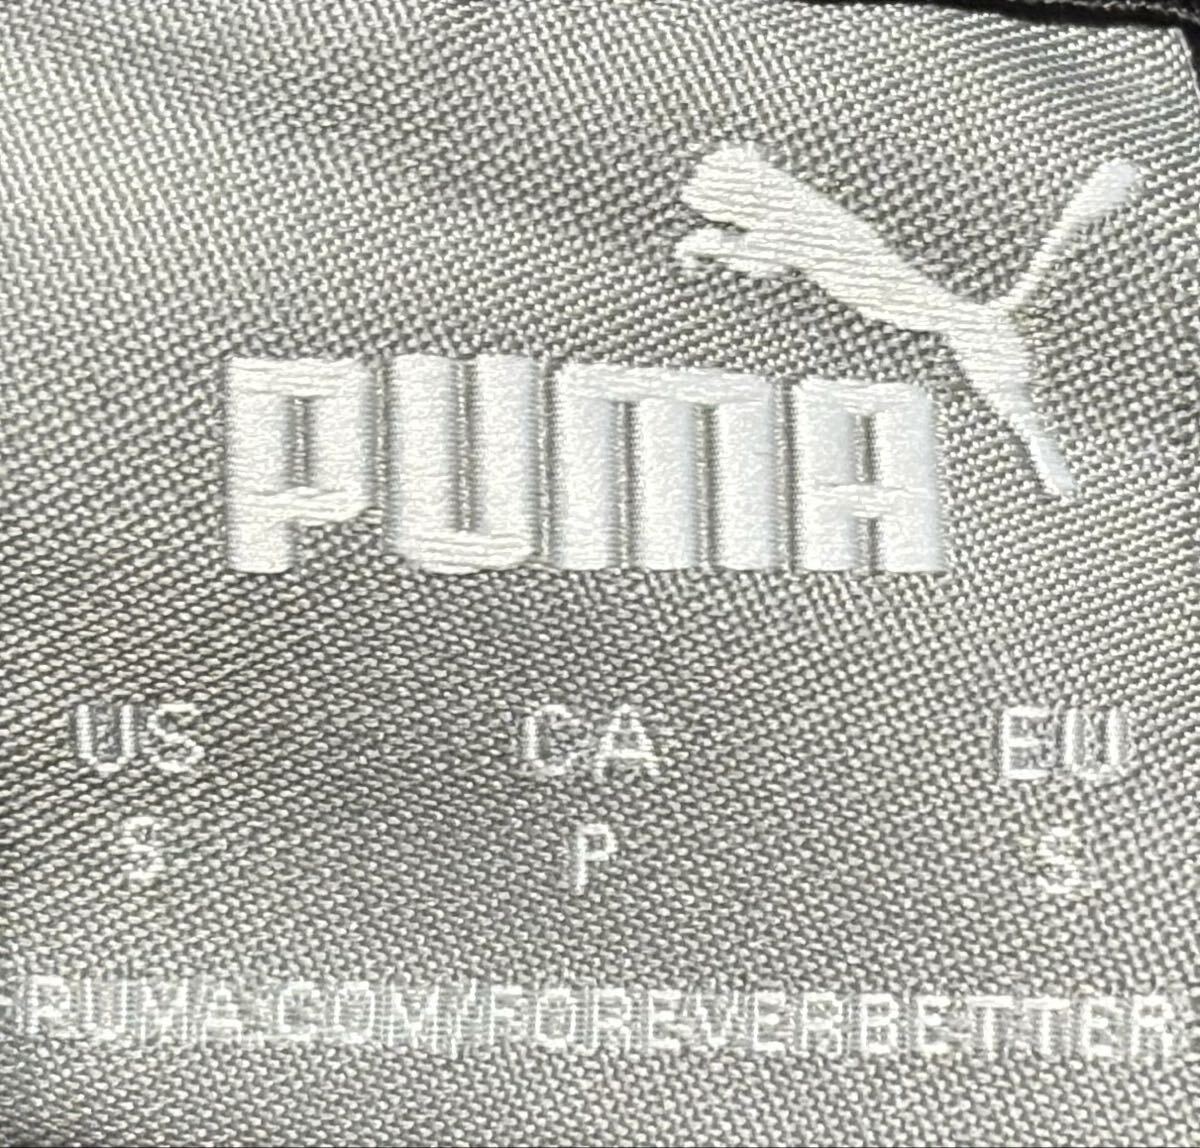 PUMA
US CA EU
S P S
PUMA.COM/FOREVERBETTER